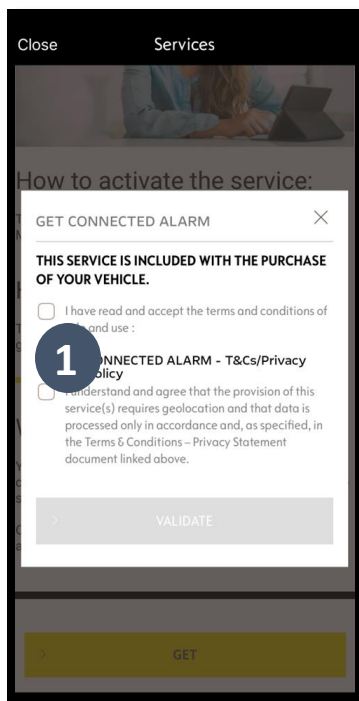 Close Services
How to activate the service:
GET CONNECTED ALARM
THIS SERVICE IS INCLUDED WITH THE PURCHASE
OF YOUR VEHICLE.
I have read and accept the terms and conditions of
and use :
1
CONNECTED ALARM - T&Cs/Privacy
Policy
I understand and agree that the provision of this
service(s) requires geolocation and that data is
processed only in accordance and, as specified, in
the Terms & Conditions – Privacy Statement
document linked above.
> VALIDATE
> GET